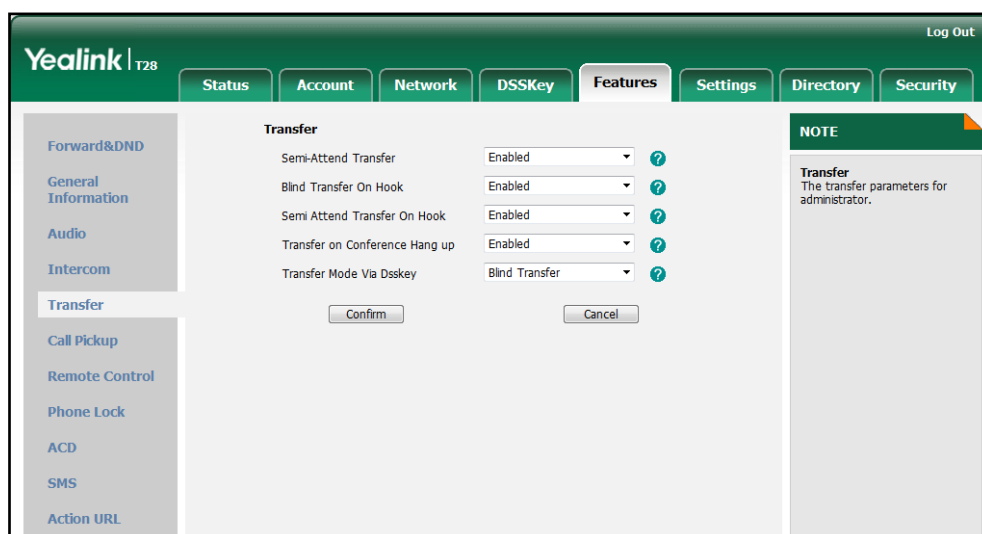 Log Out
Yealink T28
Status Account Network DSSKey Features Settings Directory Security
Forward&DND
General
Information
Audio
Intercom
Transfer
Call Pickup
Remote Control
Phone Lock
ACD
SMS
Action URL
Transfer
Semi-Attend Transfer Enabled ?
Blind Transfer On Hook Enabled ?
Semi Attend Transfer On Hook Enabled ?
Transfer on Conference Hang up Enabled ?
Transfer Mode Via Dsskey Blind Transfer ?
Confirm Cancel
NOTE
Transfer
The transfer parameters for
administrator.